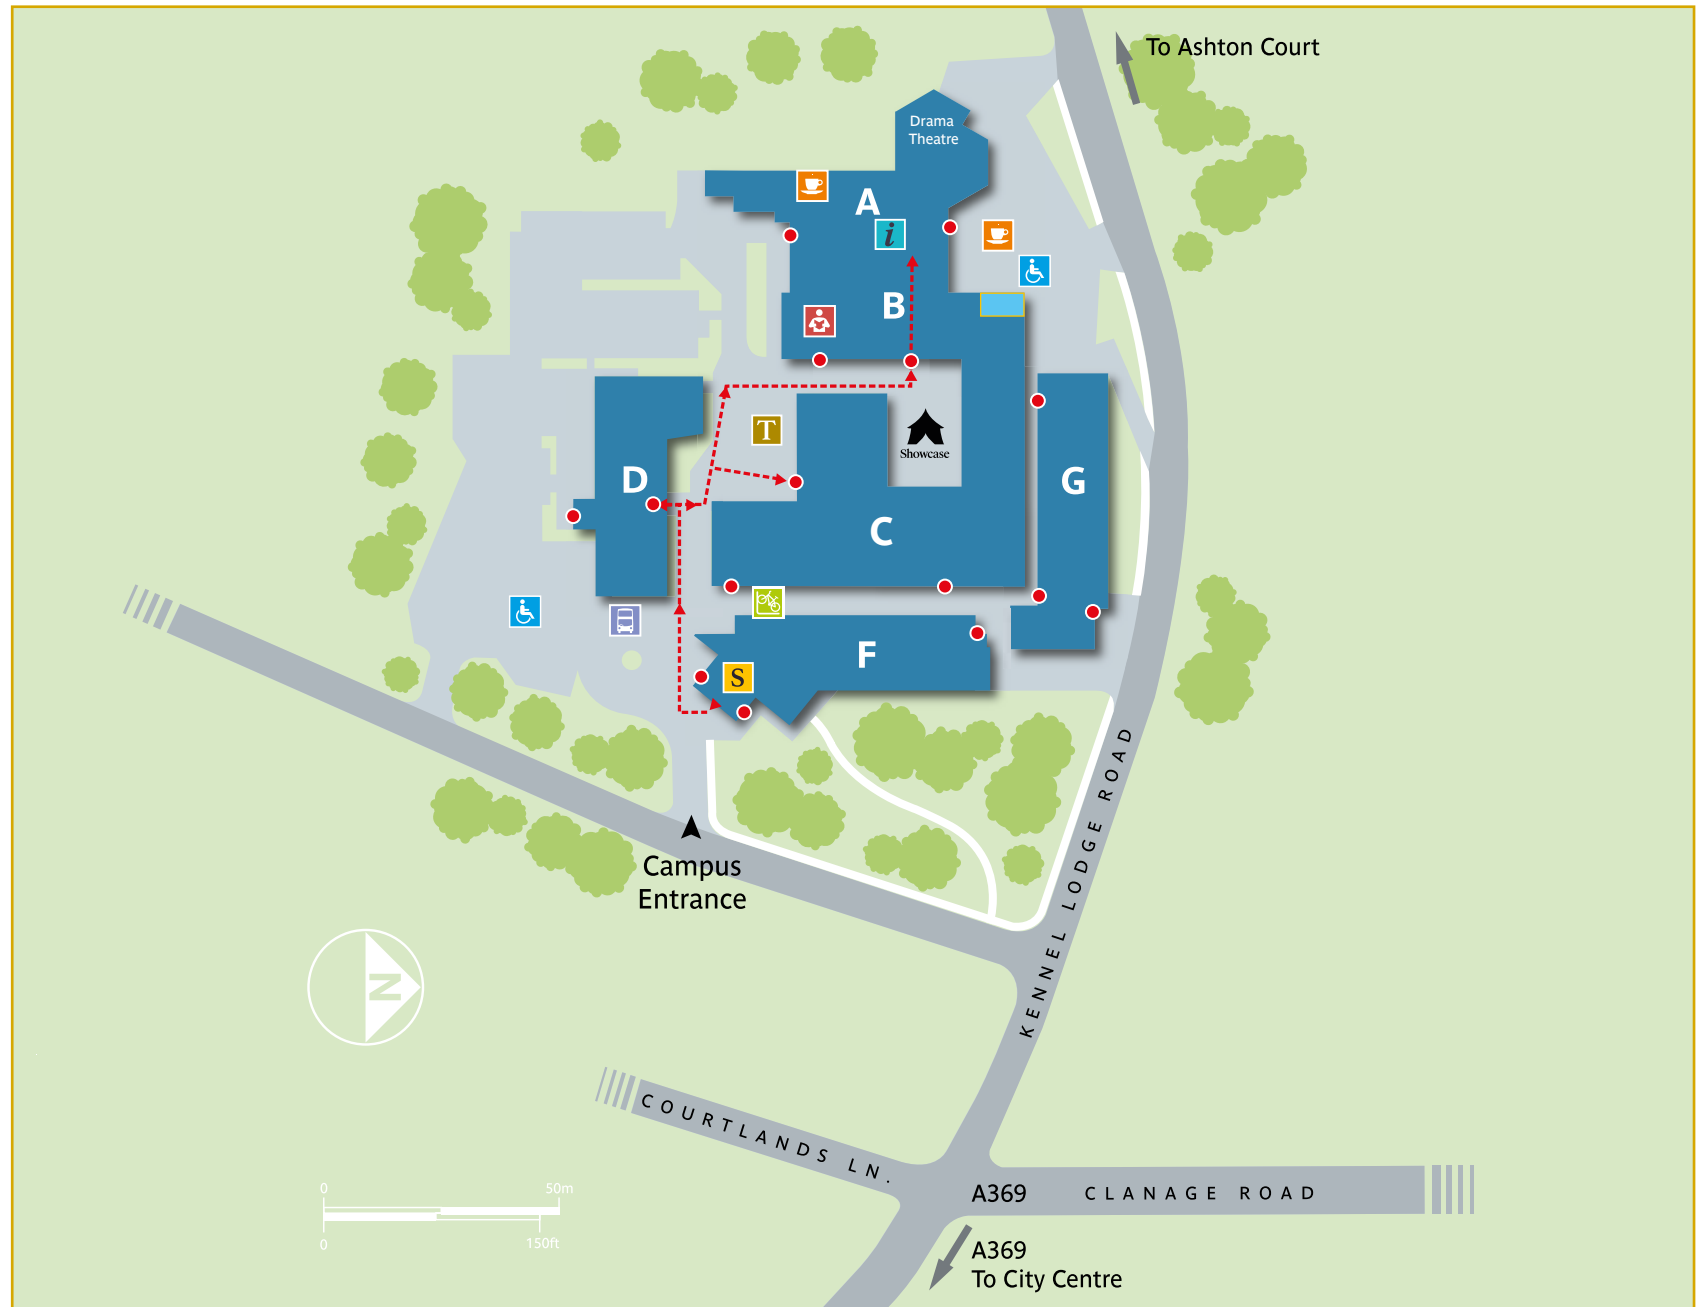 To Ashton Court
Drama
Theatre
A
i
B
T
Showcase
D
G
C
F
S
Campus
Entrance
KENNEL LODGE ROAD
N
COURTLANDS LN.
0 50m
0 150ft
A369 CLANAGE ROAD
A369
To City Centre